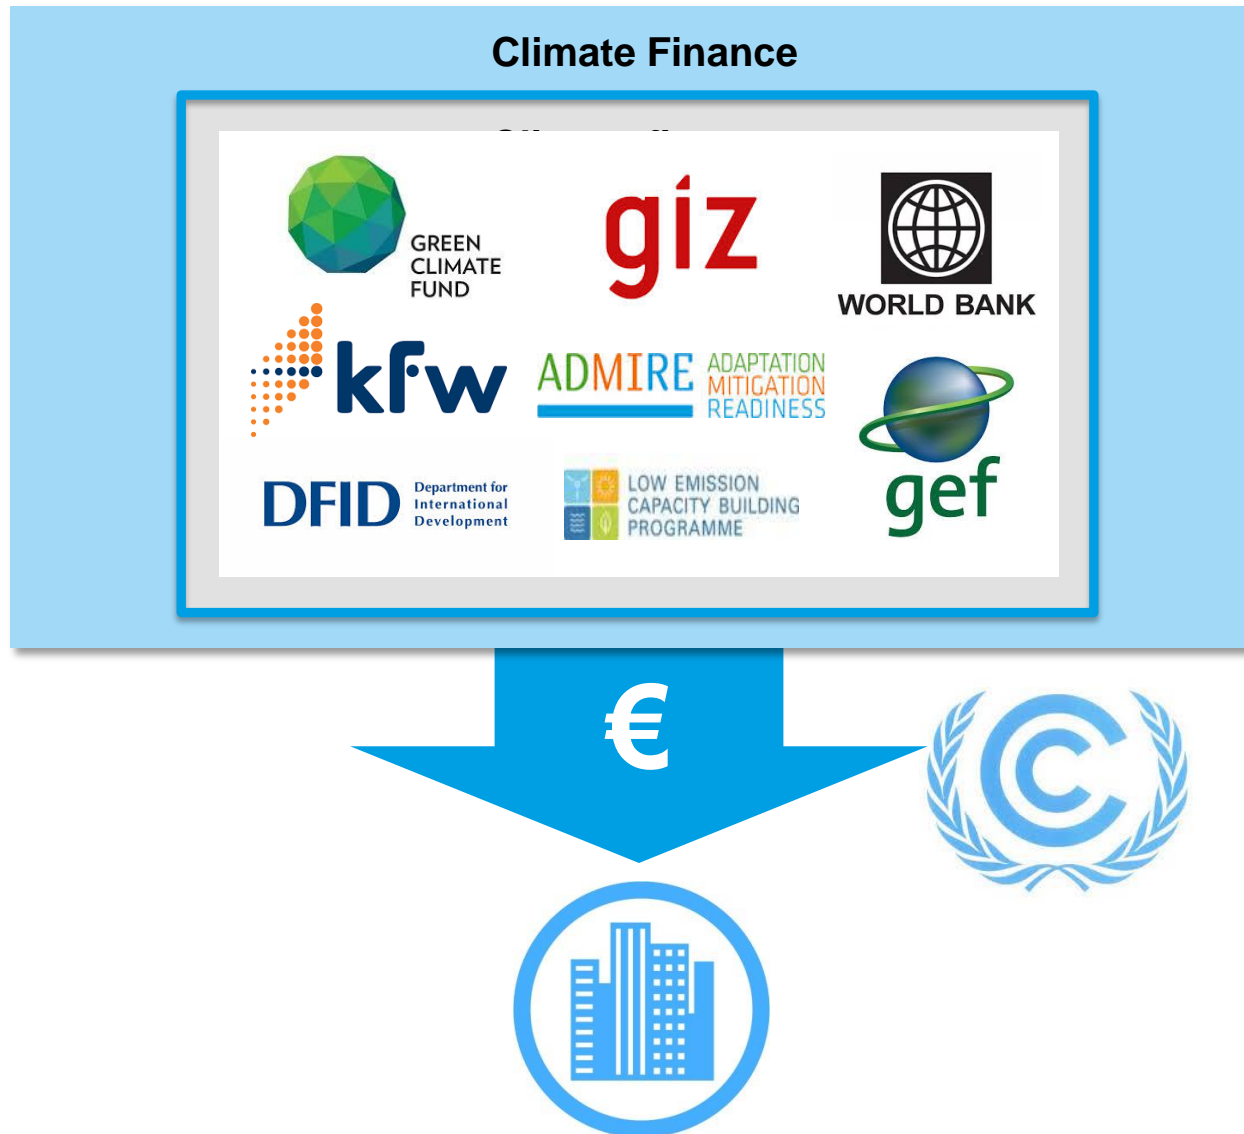 Climate Finance
GREEN
CLIMATE
FUND
giz
WORLD BANK
kfw
ADMIRE
ADAPTATION
MITIGATION
READINESS
gef
DFID
Department for
International
Development
LOW EMISSION
CAPACITY BUILDING
PROGRAMME
€